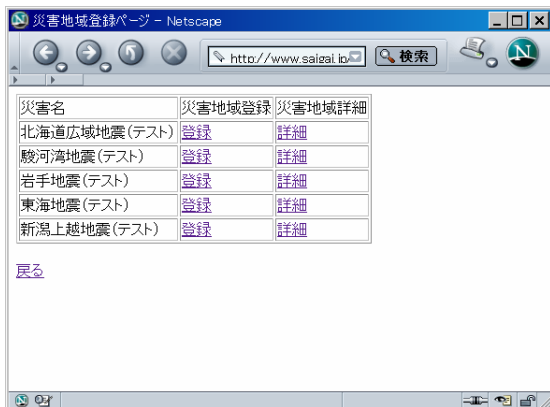 災害地域登録ページ - Netscape
http://www.saigai.jp
検索
災害名 災害地域登録 災害地域詳細
北海道広域地震(テスト) 登録 詳細
駿河湾地震(テスト) 登録 詳細
岩手地震(テスト) 登録 詳細
東海地震(テスト) 登録 詳細
新潟上越地震(テスト) 登録 詳細
戻る